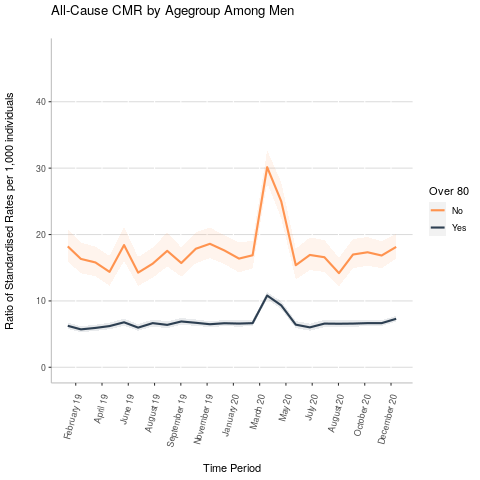 All-Cause CMR by Agegroup Among Men
Ratio of Standardised Rates per 1,000 individuals
40
30
20
10
0
February 19
April 19
June 19
August 19
September 19
November 19
January 20
March 20
May 20
July 20
August 20
October 20
December 20
Time Period
Over 80
No
Yes